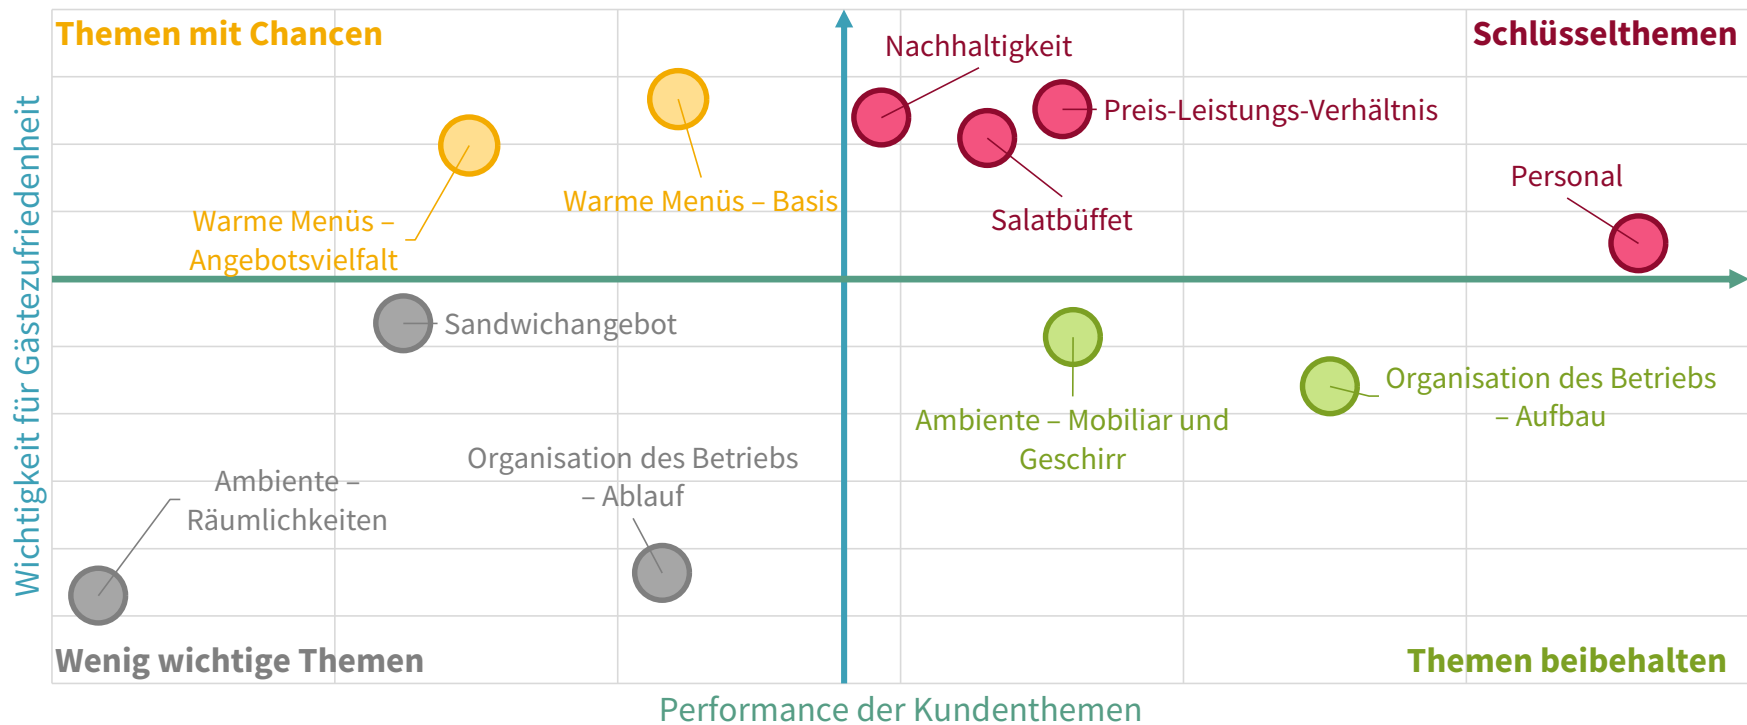 Themen mit Chancen
Schlüsselthemen
Nachhaltigkeit
Preis-Leistungs-Verhältnis
Personal
Warme Menüs – Basis
Salatbüffet
Warme Menüs –
Angebotsvielfalt
Sandwichangebot
Organisation des Betriebs
– Aufbau
Ambiente – Mobiliar und
Geschirr
Organisation des Betriebs
– Ablauf
Ambiente –
Räumlichkeiten
Wenig wichtige Themen
Themen beibehalten
Wichtigkeit für Gästezufriedenheit
Performance der Kundenthemen